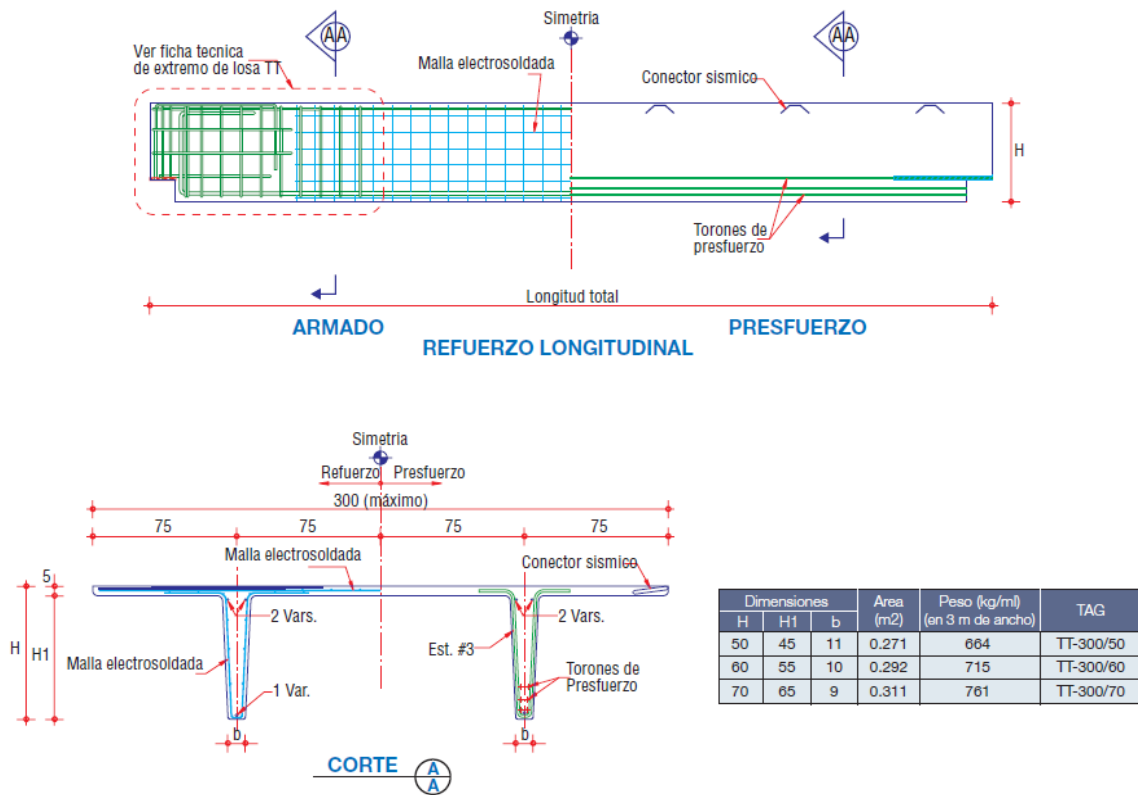 Simetria
AA
AA
Ver ficha tecnica
de extremo de losa TT
Malla electrosoldada
Conector sismico
H
Torones de
presfuerzo
Longitud total
ARMADO
PRESFUERZO
REFUERZO LONGITUDINAL
Simetria
Refuerzo
Presfuerzo
300 (máximo)
75
75
75
75
Malla electrosoldada
Conector sismico
5
H
H1
2 Vars.
2 Vars.
Malla electrosoldada
Est. #3
Torones de
Presfuerzo
1 Var.
b
b
CORTE
A
A
Dimensiones Area Peso (kg/ml) TAG
H H1 b (m2) (en 3 m de ancho)
50 45 11 0.271 664 TT-300/50
60 55 10 0.292 715 TT-300/60
70 65 9 0.311 761 TT-300/70